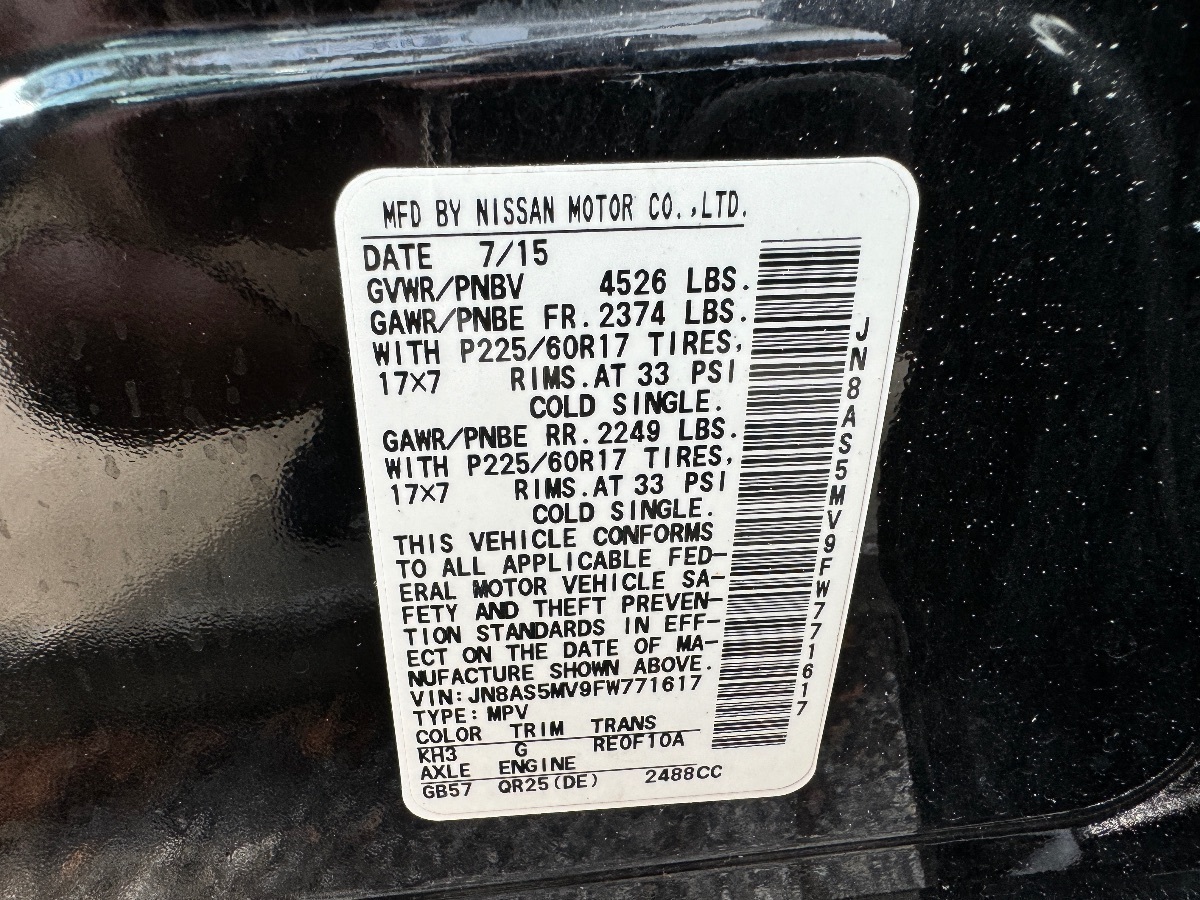 MFD BY NISSAN MOTOR CO.,LTD.
DATE 7/15
GVWR/PNBV 4526 LBS.
GAWR/PNBE FR. 2374 LBS.
WITH P225/60R17 TIRES,
17×7 RIMS.AT 33 PSI
COLD SINGLE.
GAWR/PNBE RR. 2249 LBS.
WITH P225/60R17 TIRES,
17×7 RIMS.AT 33 PSI
COLD SINGLE.
THIS VEHICLE CONFORMS
TO ALL APPLICABLE FED-
ERAL MOTOR VEHICLE SA-
FETY AND THEFT PREVEN-
TION STANDARDS IN EFF-
ECT ON THE DATE OF MA-
NUFACTURE SHOWN ABOVE.
VIN: JN8AS5MV9FW771617
TYPE: MPV
COLOR TRIM TRANS
KH3 G RE0F10A
AXLE ENGINE
GB57 QR25(DE) 2488CC
JN8AS5MV9FW771617